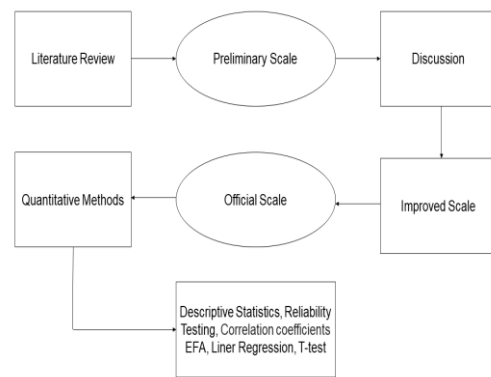 Literature Review
Preliminary Scale
Discussion
Quantitative Methods
Official Scale
Improved Scale
Descriptive Statistics, Reliability
Testing, Correlation coefficients
EFA, Liner Regression, T-test